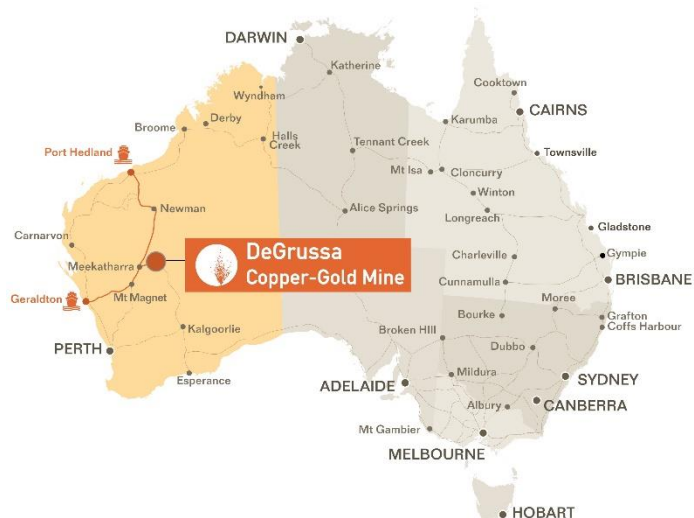 DARWIN
Katherine
Wyndham
Cooktown
CAIRNS
Karumba
Derby
Broome
Halls
Creek
Tennant Creek
Port Hedland
Townsville
Mt Isa
Cloncurry
Winton
Newman
Alice Springs
Longreach
Gladstone
Carnarvon
DeGrussa
Copper-Gold Mine
Charleville
Gympie
Meekatharra
BRISBANE
Cunnamulla
Geraldton
Mt Magnet
Moree
Bourke
Grafton
Coffs Harbour
Kalgoorlie
Broken Hill
Dubbo
PERTH
Esperance
Mildura
SYDNEY
ADELAIDE
Albury
CANBERRA
Mt Gambier
MELBOURNE
HOBART